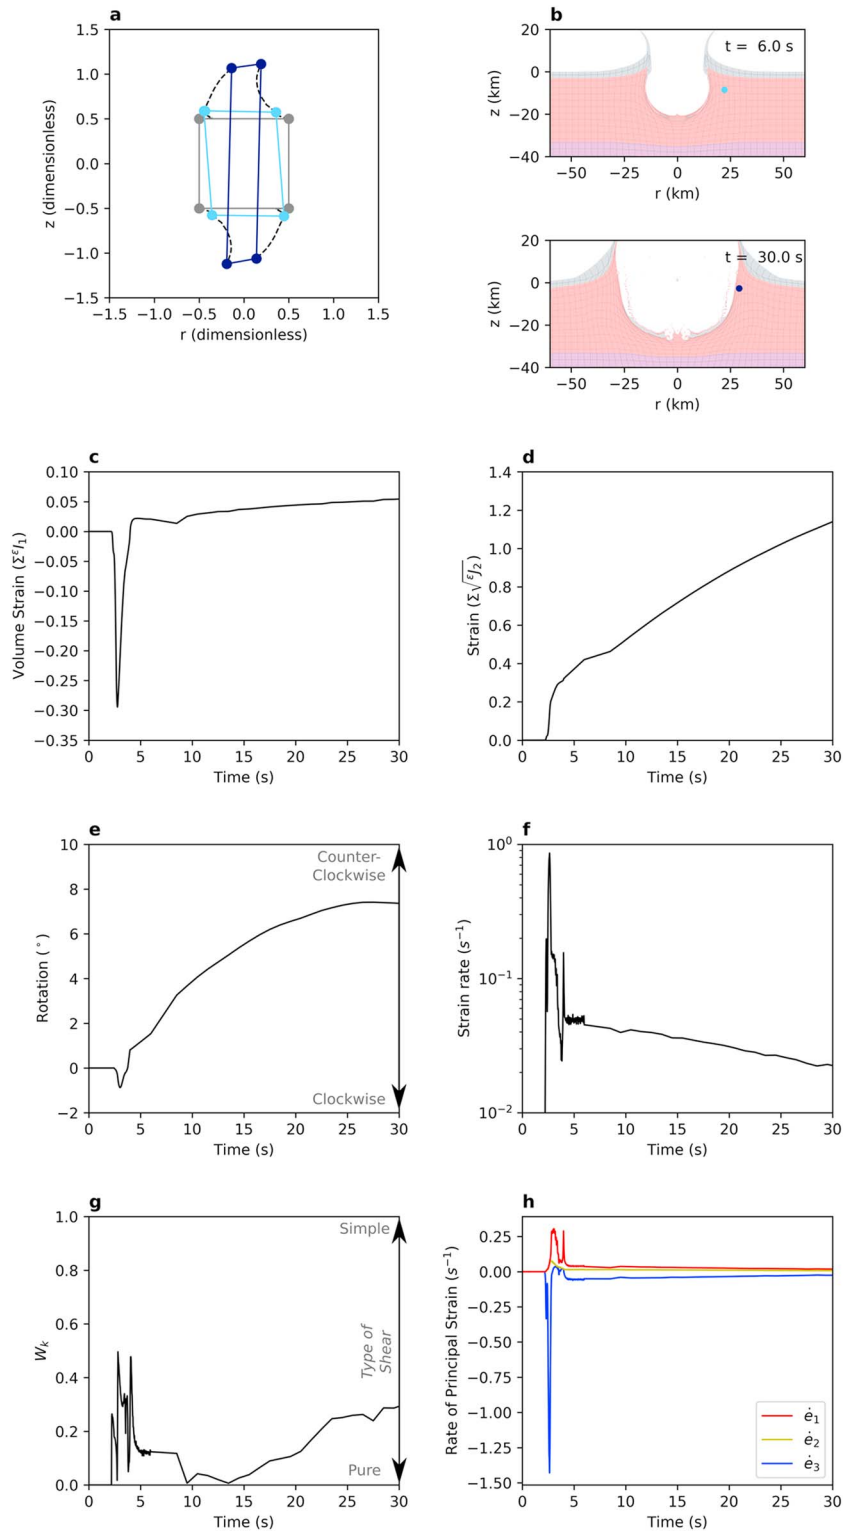 a
1.5
1.0
0.5
0.0
−0.5
−1.0
−1.5
z (dimensionless)
−1.5 −1.0 −0.5 0.0 0.5 1.0 1.5
r (dimensionless)
b
t = 6.0 s
20
0
−20
−40
z (km)
−50 −25 0 25 50
r (km)
t = 30.0 s
20
0
−20
−40
z (km)
−50 −25 0 25 50
r (km)
c
0.10
0.05
0.00
−0.05
−0.10
−0.15
−0.20
−0.25
−0.30
−0.35
Volume Strain (Σ^εI₁)
0 5 10 15 20 25 30
Time (s)
d
1.4
1.2
1.0
0.8
0.6
0.4
0.2
0.0
Strain (Σ√^εJ₂)
0 5 10 15 20 25 30
Time (s)
e
10
8
6
4
2
0
−2
Rotation (°)
Counter-
Clockwise
Clockwise
0 5 10 15 20 25 30
Time (s)
f
10⁰
10⁻¹
10⁻²
Strain rate (s⁻¹)
0 5 10 15 20 25 30
Time (s)
g
1.0
0.8
0.6
0.4
0.2
0.0
Wₖ
Simple
Type of
Shear
Pure
0 5 10 15 20 25 30
Time (s)
h
0.25
0.00
−0.25
−0.50
−0.75
−1.00
−1.25
−1.50
Rate of Principal Strain (s⁻¹)
ė₁
ė₂
ė₃
0 5 10 15 20 25 30
Time (s)